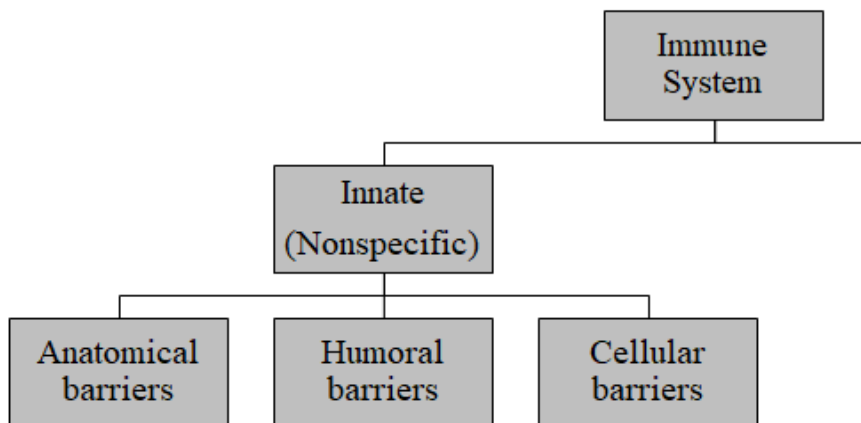 Immune
System
Innate
(Nonspecific)
Anatomical
barriers
Humoral
barriers
Cellular
barriers